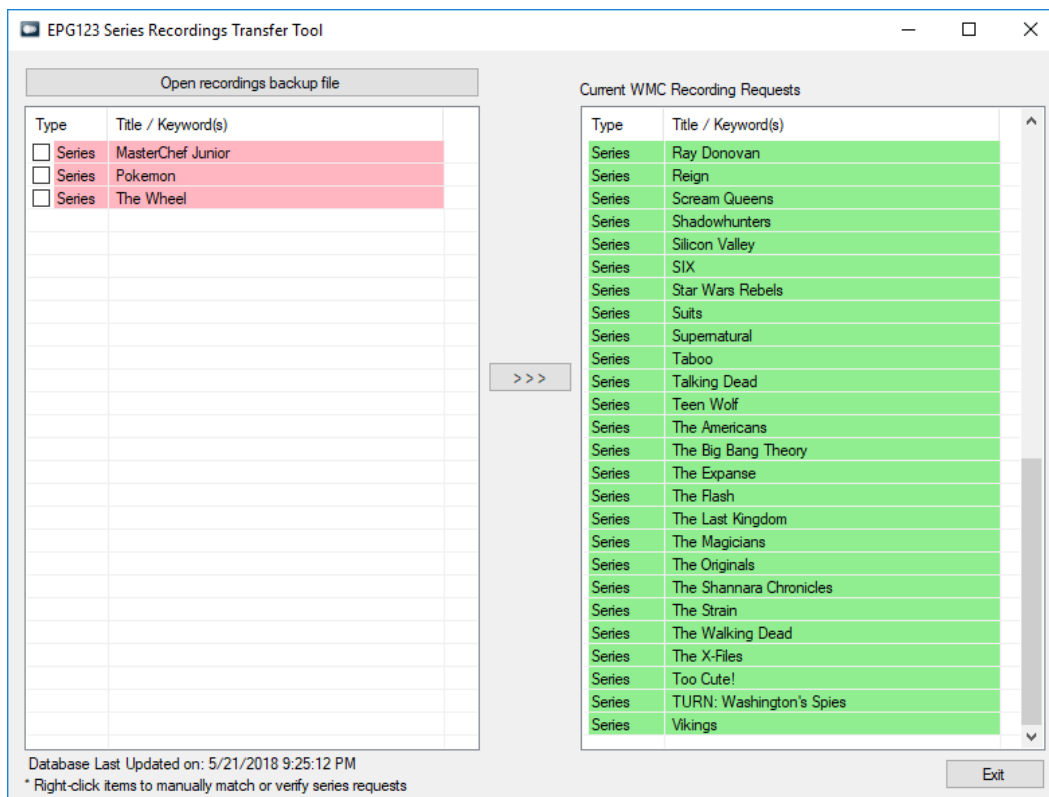 EPG123 Series Recordings Transfer Tool
Open recordings backup file
Type Title / Keyword(s)
Series MasterChef Junior
Series Pokemon
Series The Wheel
>>>
Current WMC Recording Requests
Type Title / Keyword(s)
Series Ray Donovan
Series Reign
Series Scream Queens
Series Shadowhunters
Series Silicon Valley
Series SIX
Series Star Wars Rebels
Series Suits
Series Supernatural
Series Taboo
Series Talking Dead
Series Teen Wolf
Series The Americans
Series The Big Bang Theory
Series The Expanse
Series The Flash
Series The Last Kingdom
Series The Magicians
Series The Originals
Series The Shannara Chronicles
Series The Strain
Series The Walking Dead
Series The X-Files
Series Too Cute!
Series TURN: Washington's Spies
Series Vikings
Database Last Updated on: 5/21/2018 9:25:12 PM
* Right-click items to manually match or verify series requests
Exit